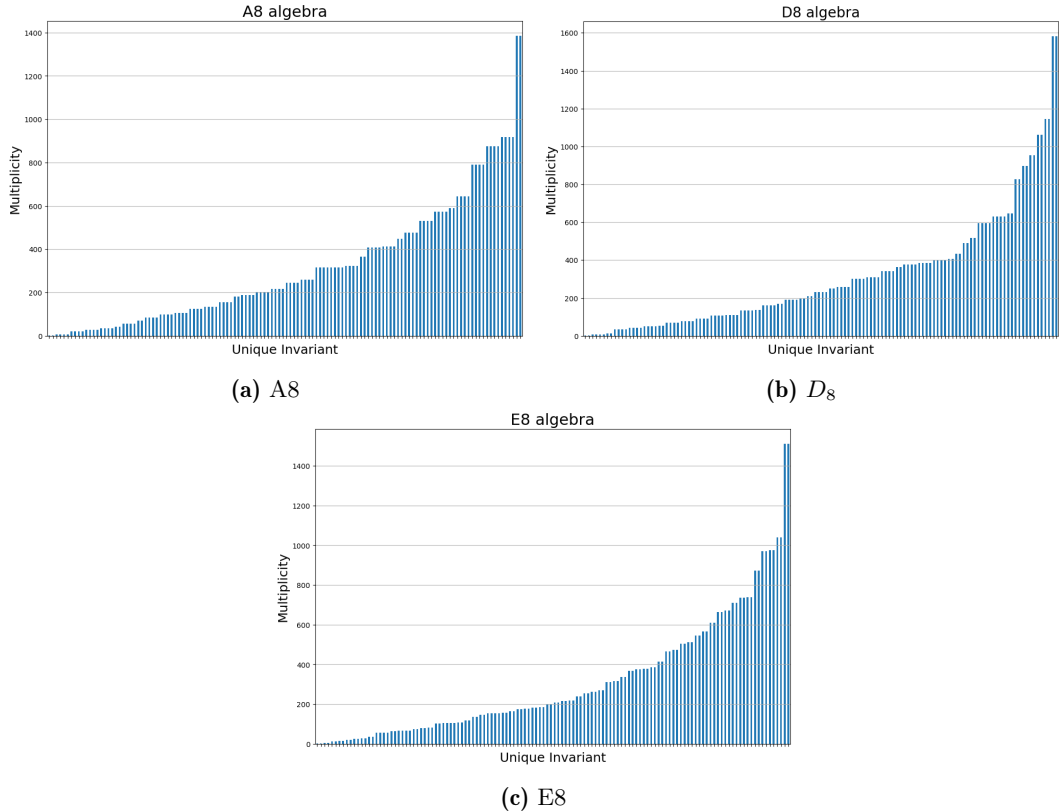 A8 algebra
1400
1200
1000
800
600
400
200
0
Multiplicity
Unique Invariant
(a) A8
D8 algebra
1600
1400
1200
1000
800
600
400
200
0
Multiplicity
Unique Invariant
(b) D₈
E8 algebra
1400
1200
1000
800
600
400
200
0
Multiplicity
Unique Invariant
(c) E8